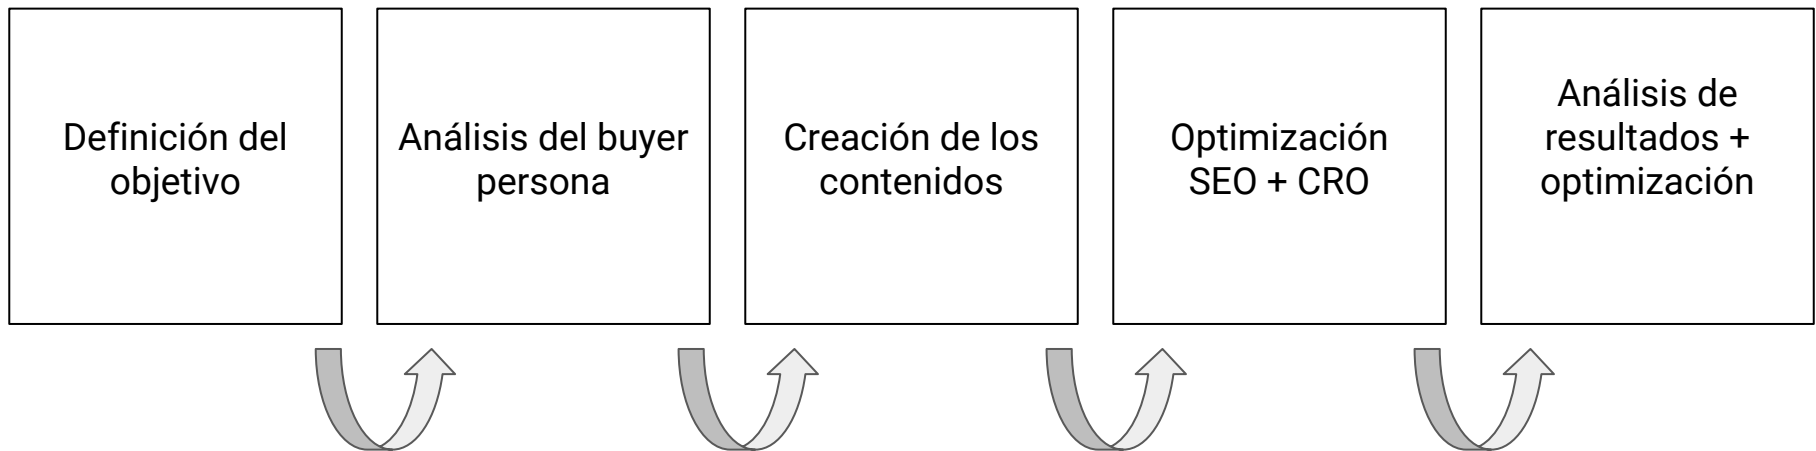 Definición del
objetivo
Análisis del buyer
persona
Creación de los
contenidos
Optimización
SEO + CRO
Análisis de
resultados +
optimización